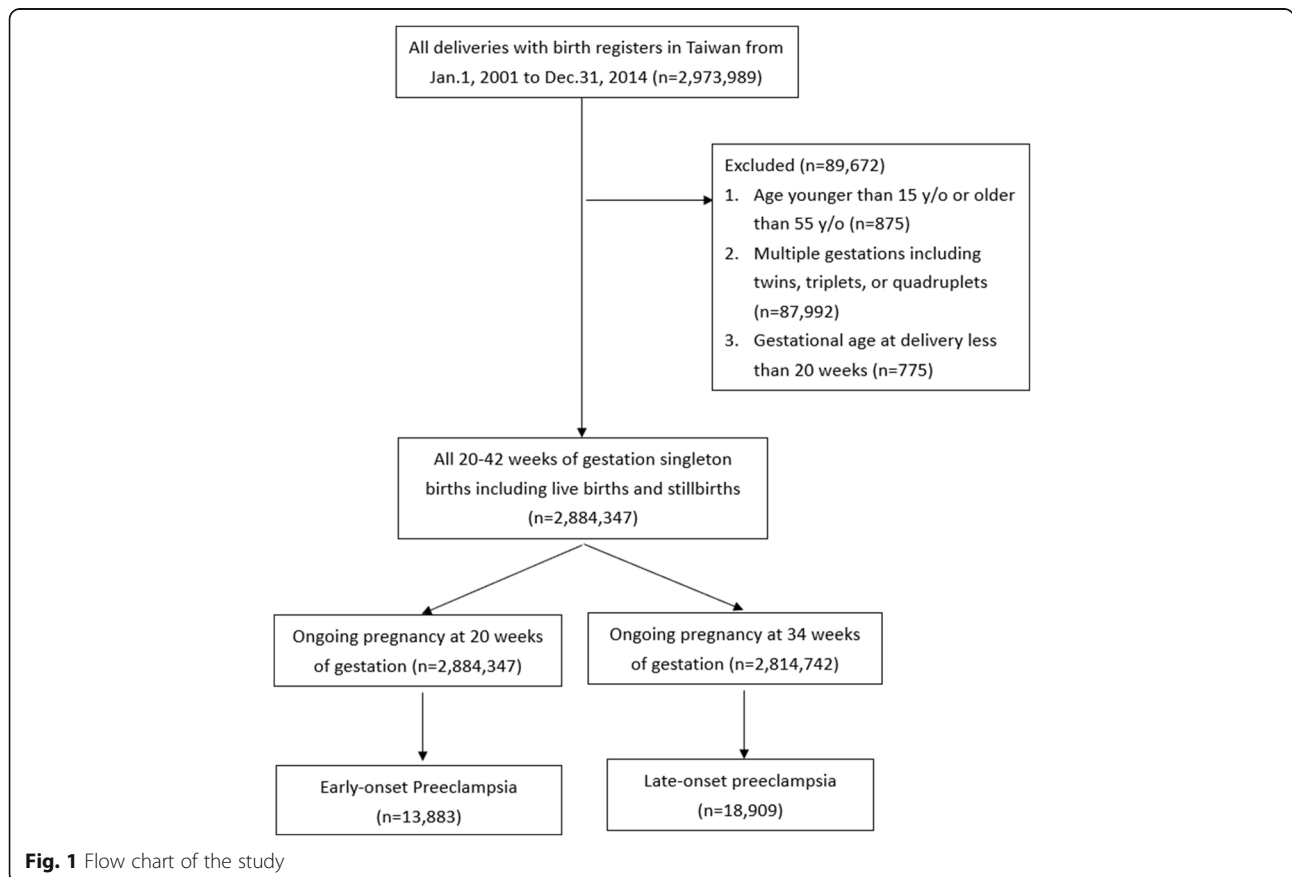 All deliveries with birth registers in Taiwan from
Jan.1, 2001 to Dec.31, 2014 (n=2,973,989)
Excluded (n=89,672)
1. Age younger than 15 y/o or older
than 55 y/o (n=875)
2. Multiple gestations including
twins, triplets, or quadruplets
(n=87,992)
3. Gestational age at delivery less
than 20 weeks (n=775)
All 20-42 weeks of gestation singleton
births including live births and stillbirths
(n=2,884,347)
Ongoing pregnancy at 20 weeks
of gestation (n=2,884,347)
Ongoing pregnancy at 34 weeks
of gestation (n=2,814,742)
Early-onset Preeclampsia
(n=13,883)
Late-onset preeclampsia
(n=18,909)
Fig. 1 Flow chart of the study